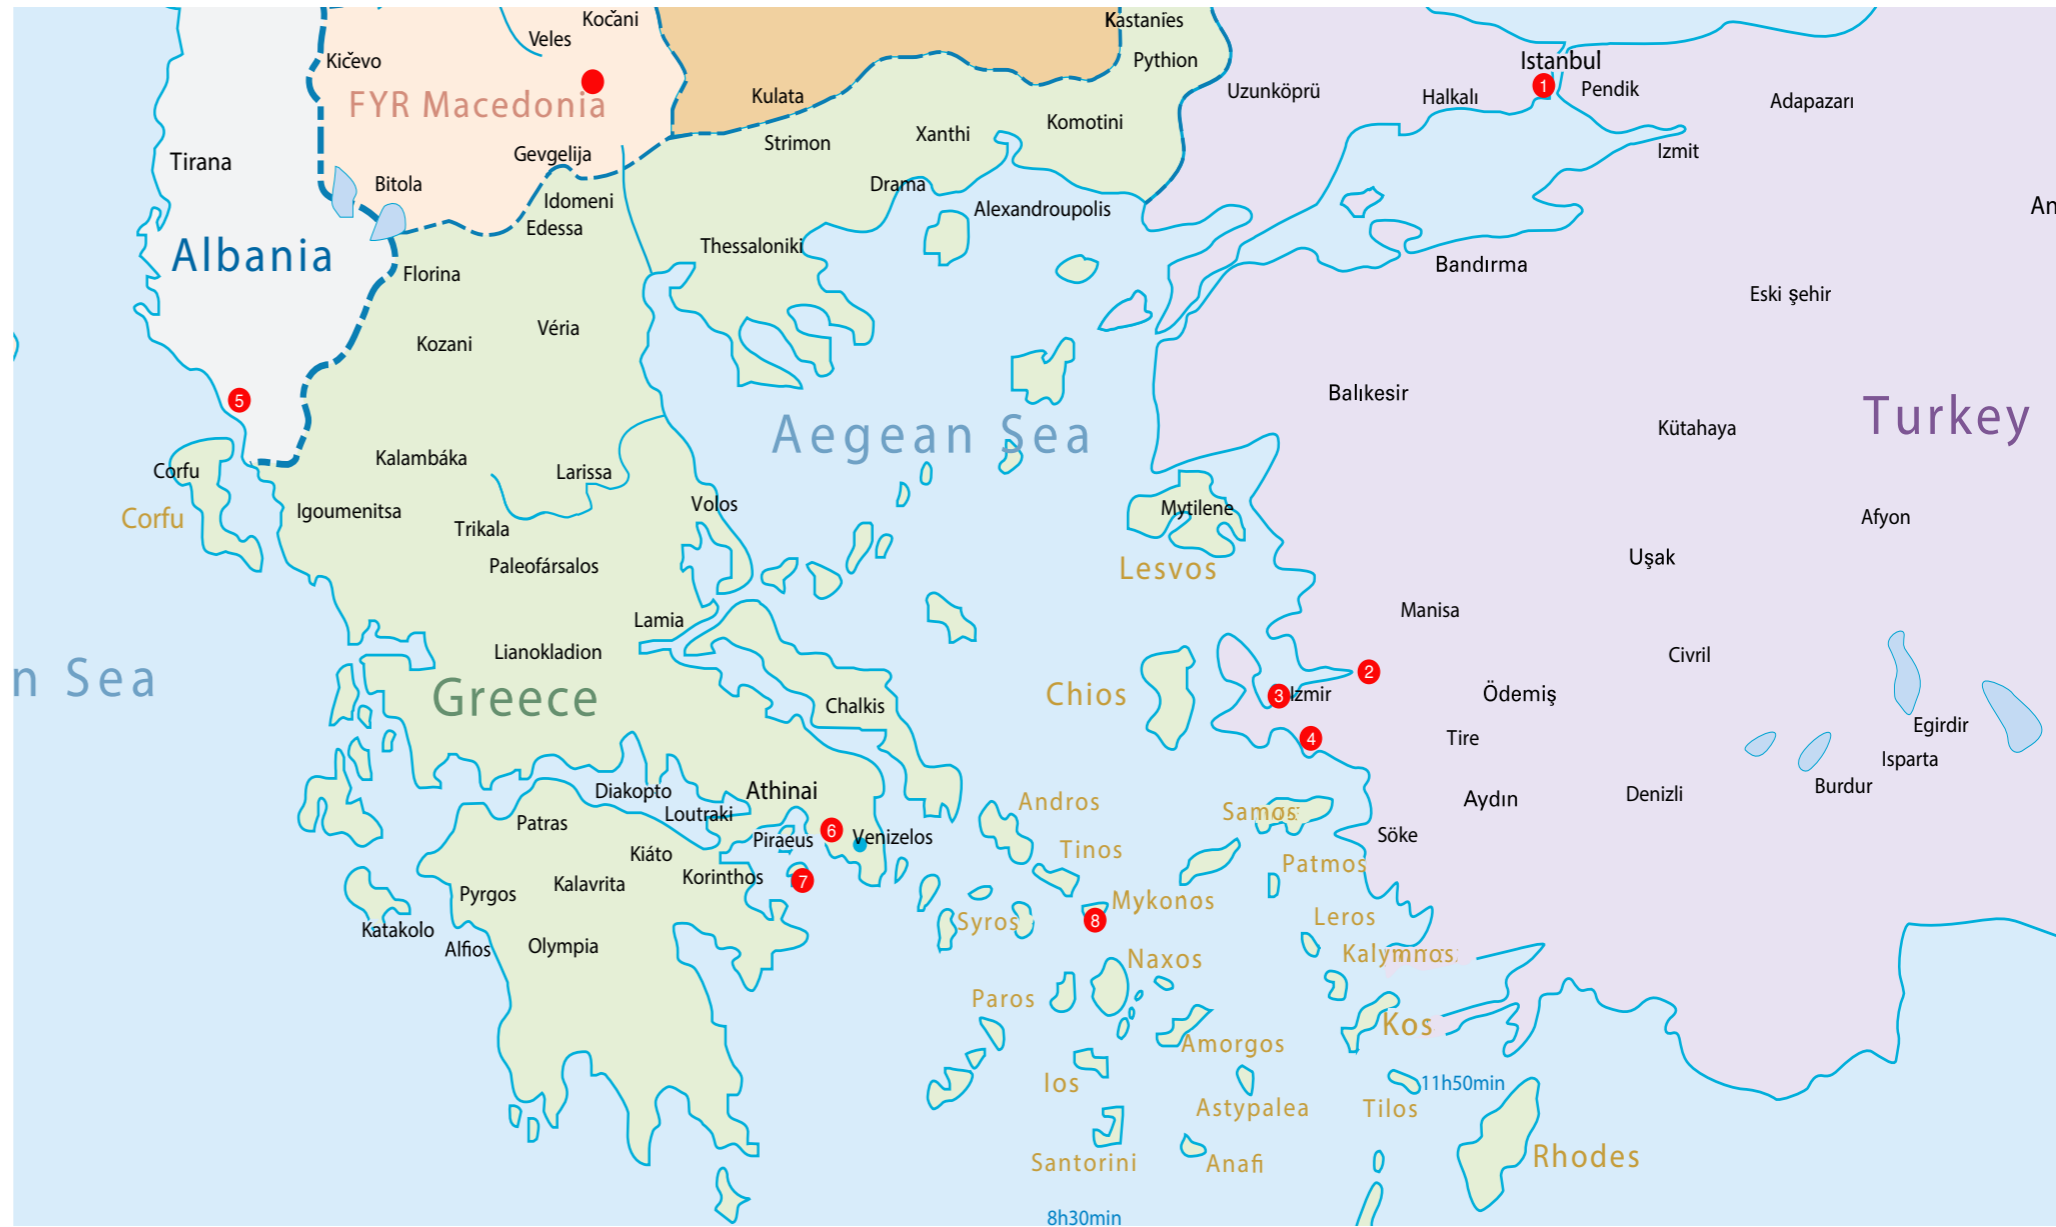 Kočani
Kastanies
Veles
Kičevo
Pythion
Istanbul
FYR Macedonia
Kulata
Uzunköprü
Halkalı
1
Pendik
Adapazarı
Komotini
Xanthi
Strimon
Tirana
Gevgelija
Izmit
Bitola
Drama
Idomeni
Alexandroupolis
An
Edessa
Thessaloniki
Albania
Florina
Bandırma
Eski şehir
Véria
Kozani
Balıkesir
5
Turkey
Aegean Sea
Kütahaya
Kalambáka
Corfu
Larissa
Volos
Mytilene
Igoumenitsa
Corfu
Trikala
Afyon
Paleofársalos
Lesvos
Uşak
Manisa
Lamia
Lianokladion
Civril
n Sea
2
Greece
Chios
3
Izmir
Ödemiş
Chalkis
4
Tire
Egirdir
Isparta
Diakopto
Athinai
Burdur
Andros
Aydın
Denizli
Loutraki
Samos
Patras
6
Piraeus
Venizelos
Söke
Kiáto
Tinos
Patmos
Korinthos
7
Kalavrita
Pyrgos
Mykonos
8
Syros
Leros
Katakolo
Alfios
Olympia
Kalymnos
Naxos
Paros
Kos
Amorgos
Ios
11h50min
Astypalea
Tilos
Santorini
Anafi
Rhodes
8h30min